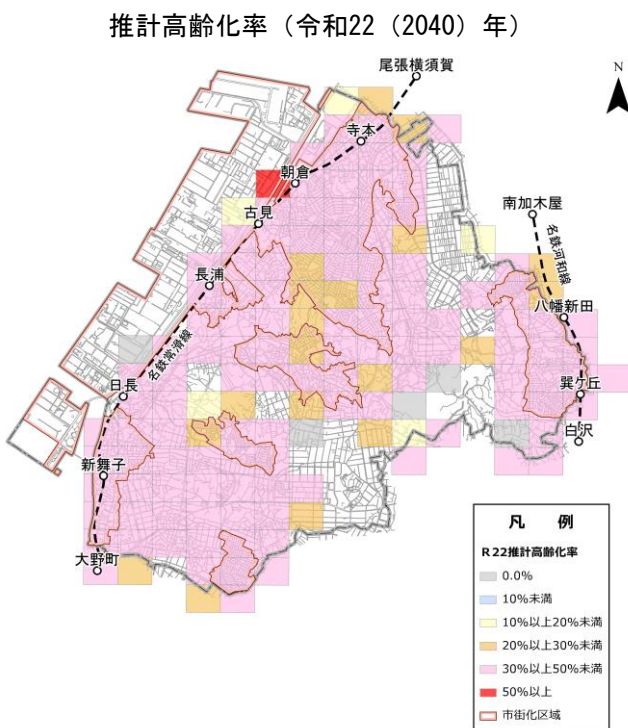 推計高齢化率（令和22（2040）年）
尾張横須賀
N
寺本
朝倉
南加木屋
古見
名鉄河和線
長浦
八幡新田
名鉄常滑線
日長
巽ケ丘
白沢
新舞子
大野町
凡 例
R22推計高齢化率
0.0%
10%未満
10%以上20%未満
20%以上30%未満
30%以上50%未満
50%以上
市街化区域